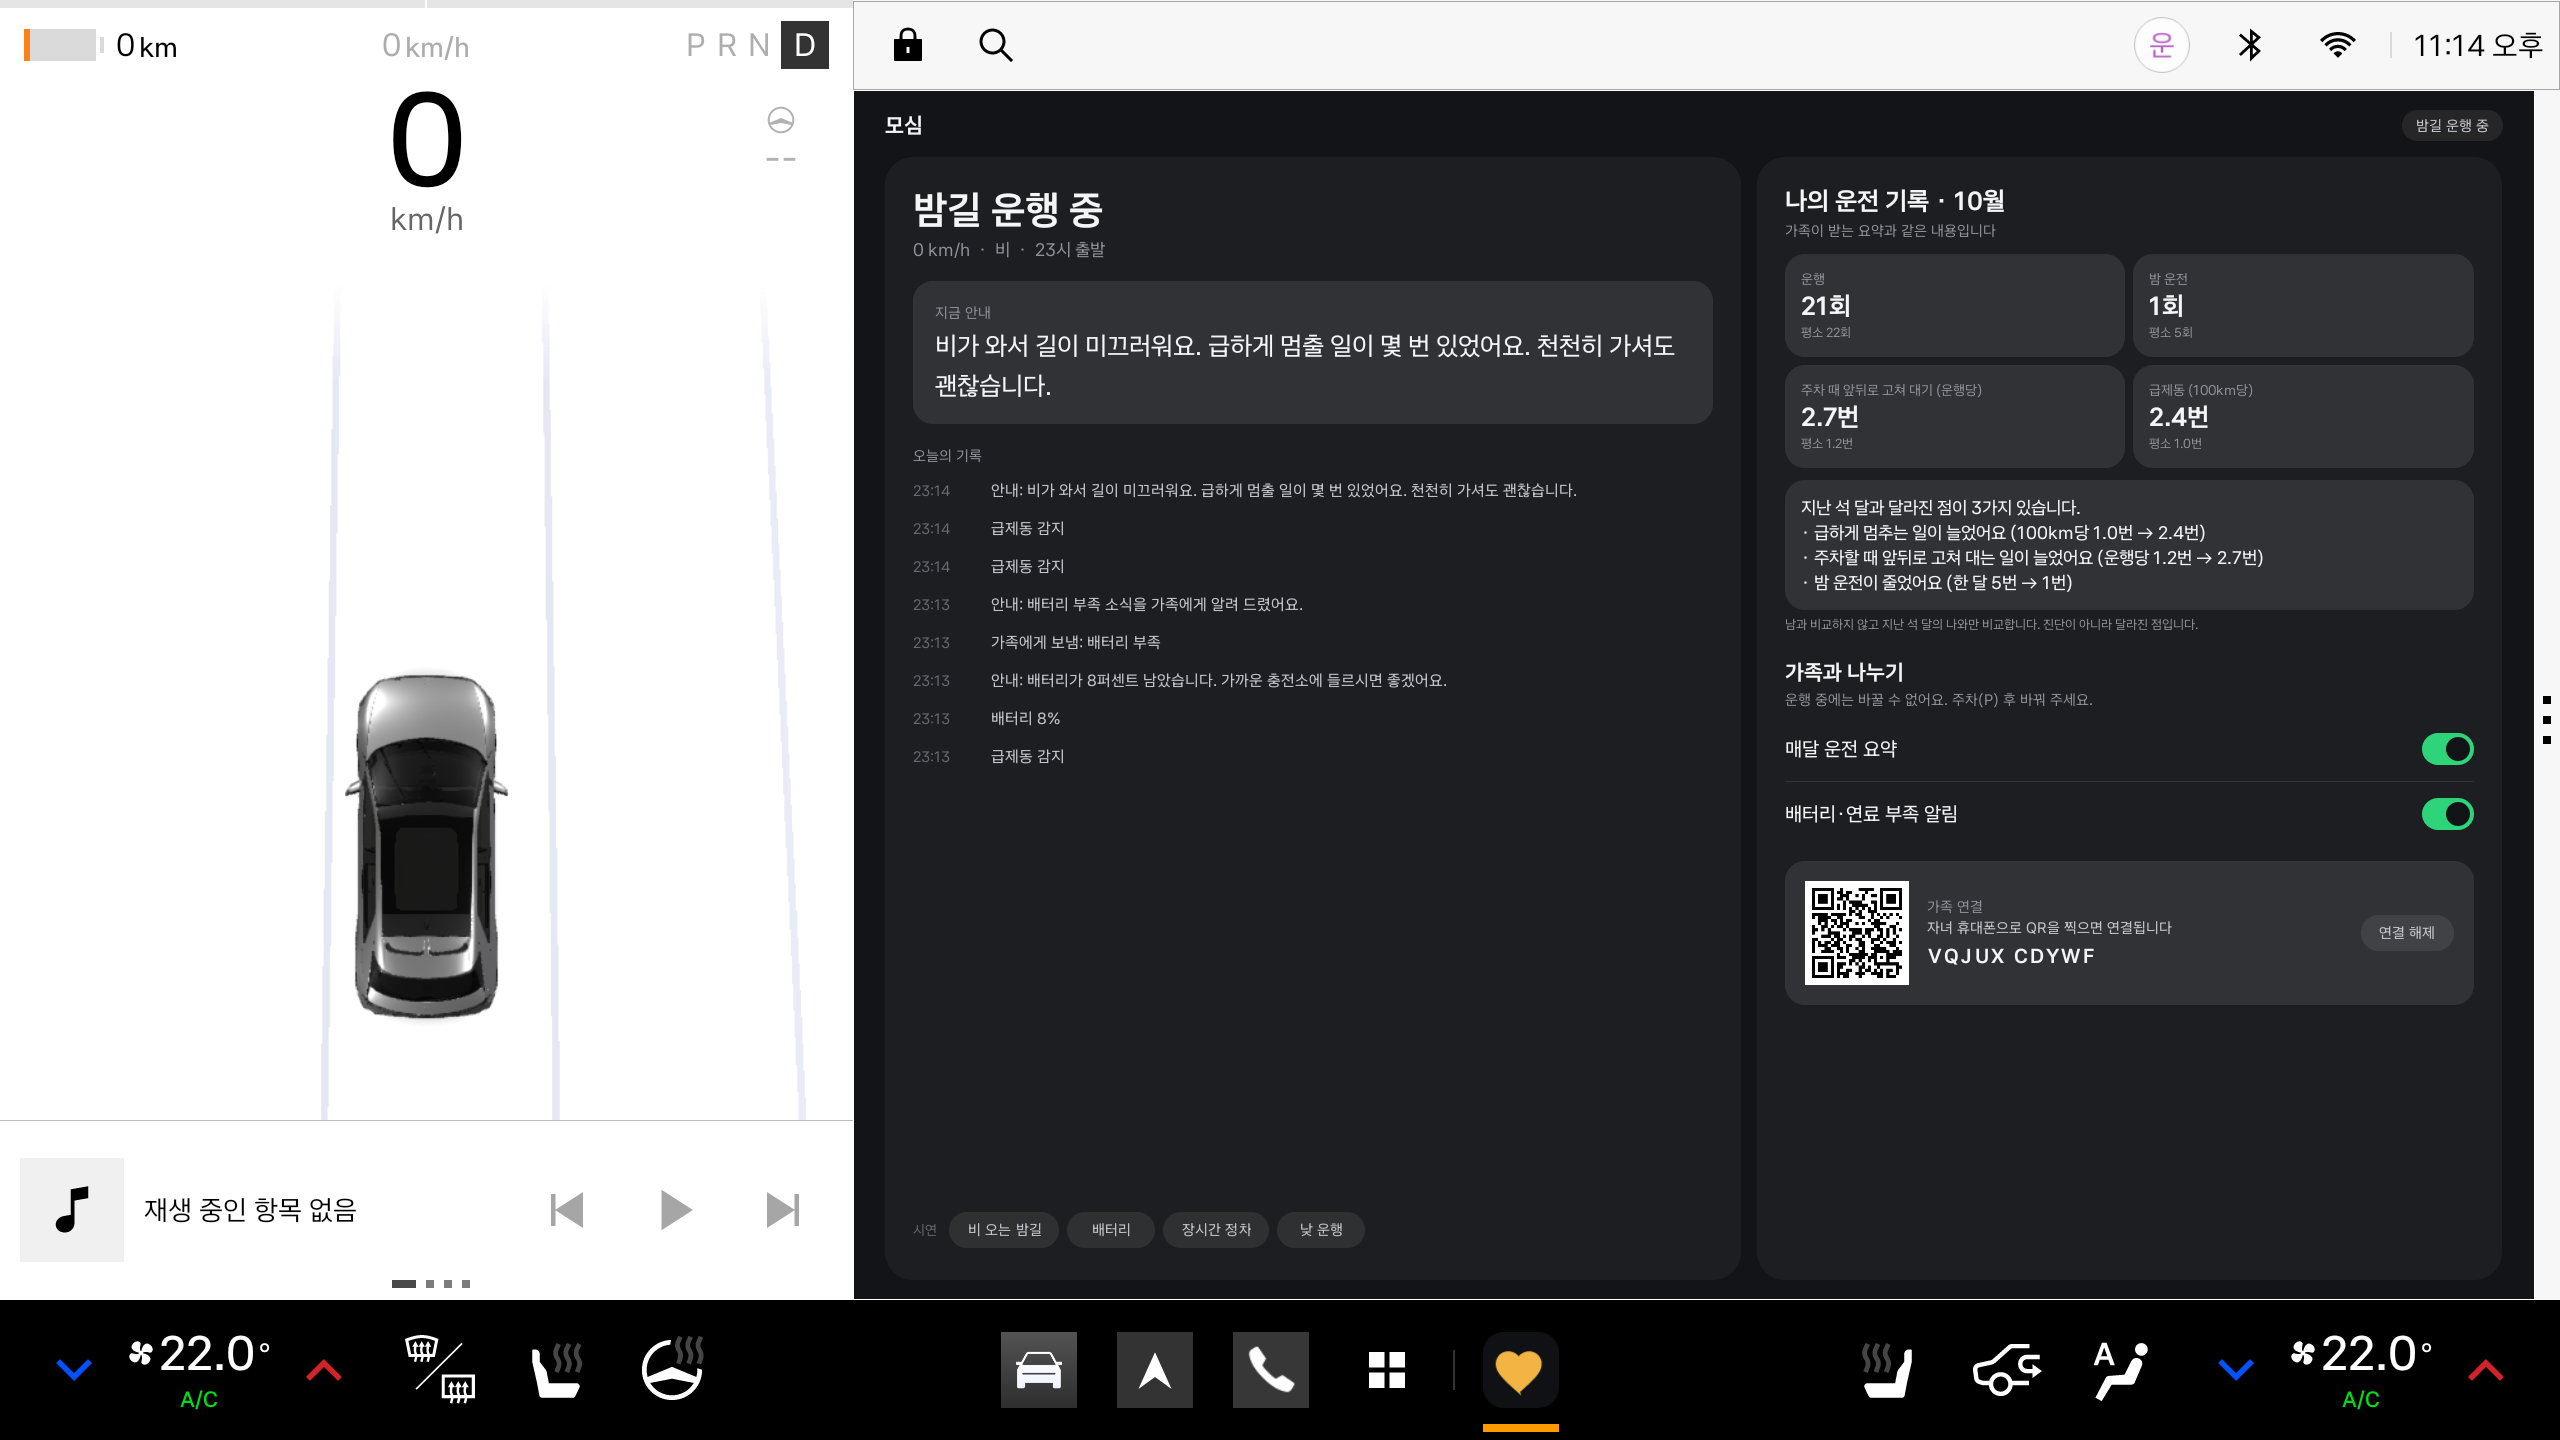 0 km
0 km/h
P R N D
0
km/h
--
운
11:14 오후
모심
밤길 운행 중
밤길 운행 중
0 km/h · 비 · 23시 출발
지금 안내
비가 와서 길이 미끄러워요. 급하게 멈출 일이 몇 번 있었어요. 천천히 가셔도
괜찮습니다.
오늘의 기록
23:14 안내: 비가 와서 길이 미끄러워요. 급하게 멈출 일이 몇 번 있었어요. 천천히 가셔도 괜찮습니다.
23:14 급제동 감지
23:14 급제동 감지
23:13 안내: 배터리 부족 소식을 가족에게 알려 드렸어요.
23:13 가족에게 보냄: 배터리 부족
23:13 안내: 배터리가 8퍼센트 남았습니다. 가까운 충전소에 들르시면 좋겠어요.
23:13 배터리 8%
23:13 급제동 감지
시연 비 오는 밤길 배터리 장시간 정차 낮 운행
나의 운전 기록 · 10월
가족이 받는 요약과 같은 내용입니다
운행
21회
평소 22회
밤 운전
1회
평소 5회
주차 때 앞뒤로 고쳐 대기 (운행당)
2.7번
평소 1.2번
급제동 (100km당)
2.4번
평소 1.0번
지난 석 달과 달라진 점이 3가지 있습니다.
· 급하게 멈추는 일이 늘었어요 (100km당 1.0번 → 2.4번)
· 주차할 때 앞뒤로 고쳐 대는 일이 늘었어요 (운행당 1.2번 → 2.7번)
· 밤 운전이 줄었어요 (한 달 5번 → 1번)
남과 비교하지 않고 지난 석 달의 나와만 비교합니다. 진단이 아니라 달라진 점입니다.
가족과 나누기
운행 중에는 바꿀 수 없어요. 주차(P) 후 바꿔 주세요.
매달 운전 요약
배터리·연료 부족 알림
가족 연결
자녀 휴대폰으로 QR을 찍으면 연결됩니다
VQJUX CDYWF
연결 해제
재생 중인 항목 없음
22.0°
A/C
A
22.0°
A/C